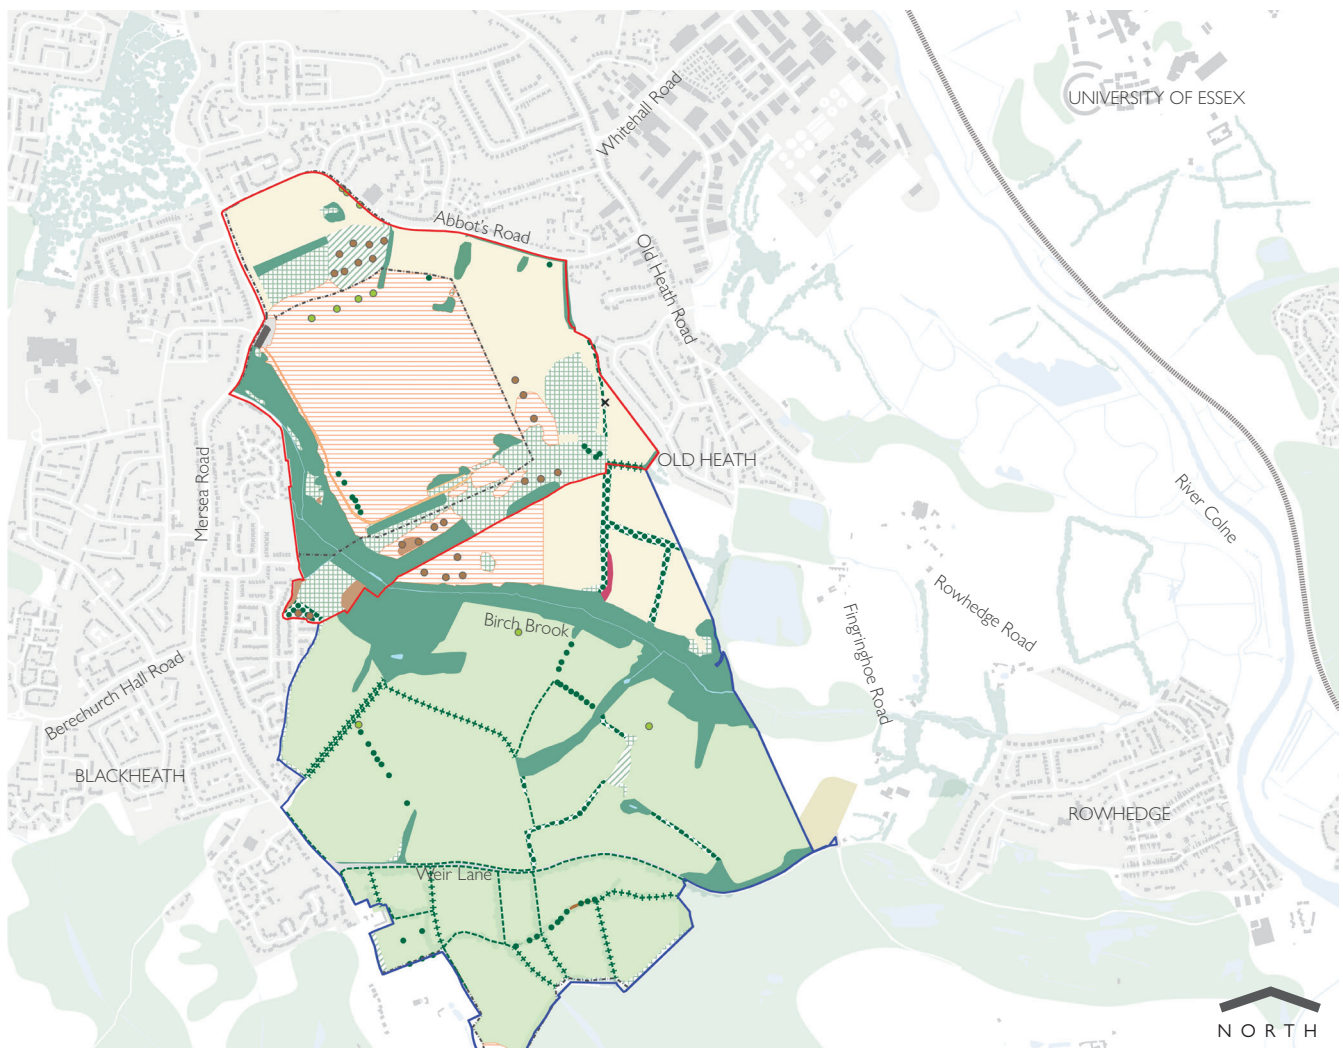 UNIVERSITY OF ESSEX
Whitehall Road
Abbot's Road
Old Heath Road
OLD HEATH
Mersea Road
River Colne
Rowhedge Road
Fingringhoe Road
Birch Brook
Berechurch Hall Road
BLACKHEATH
ROWHEDGE
Weir Lane
NORTH